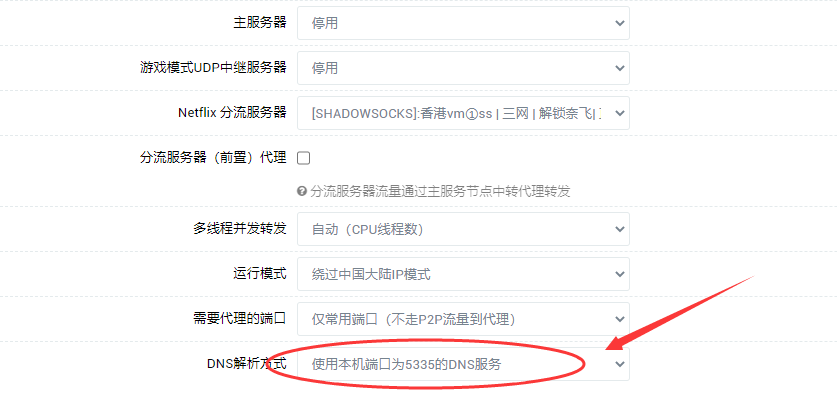 主服务器 停用
游戏模式UDP中继服务器 停用
Netflix 分流服务器 [SHADOWSOCKS]:香港vm①ss | 三网 | 解锁奈飞|
分流服务器（前置）代理
分流服务器流量通过主服务节点中转代理转发
多线程并发转发 自动（CPU线程数）
运行模式 绕过中国大陆IP模式
需要代理的端口 仅常用端口（不走P2P流量到代理）
DNS解析方式 使用本机端口为5335的DNS服务